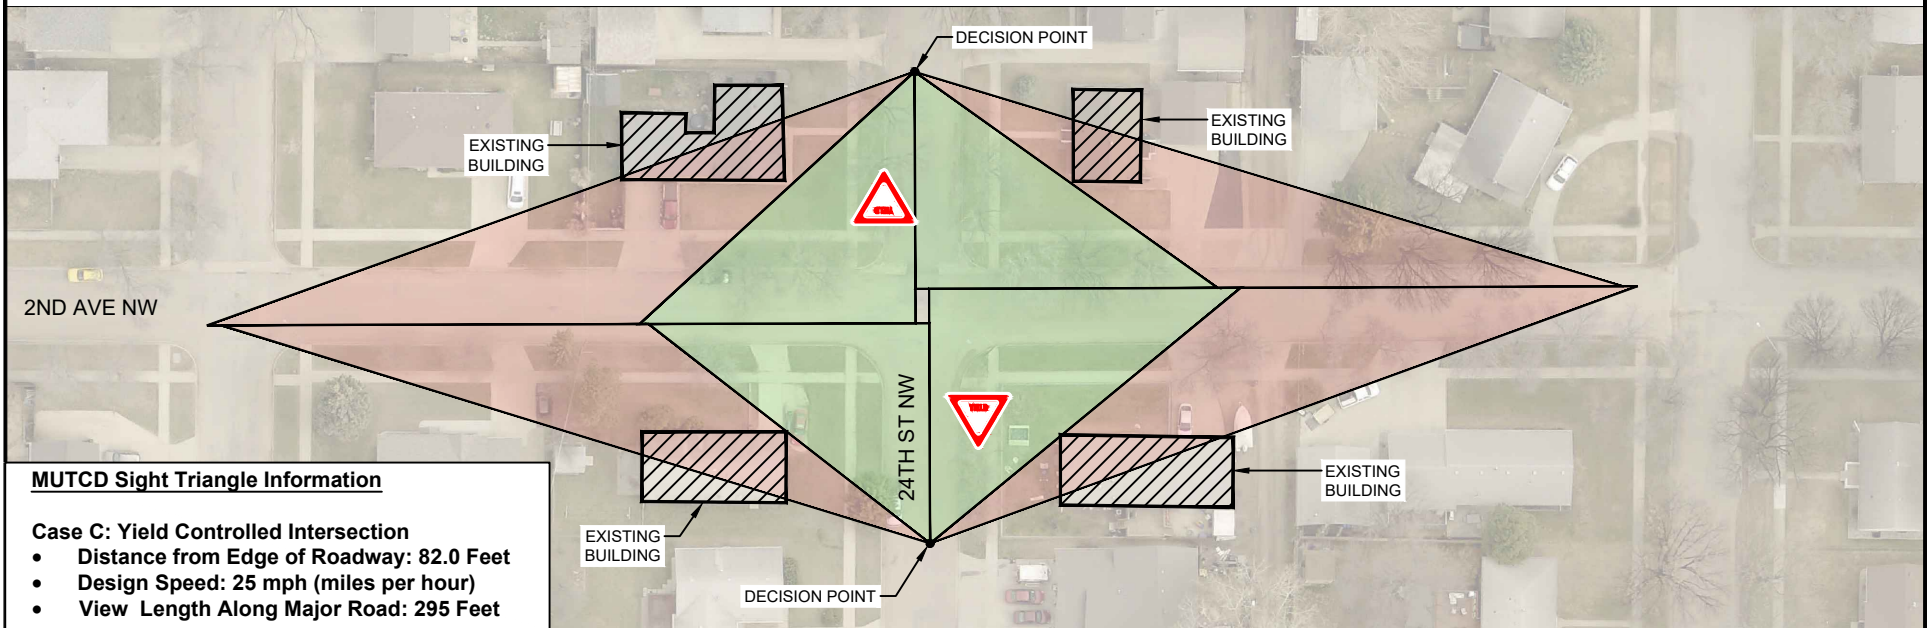 DECISION POINT
EXISTING
BUILDING
EXISTING
BUILDING
2ND AVE NW
YIELD
24TH ST NW
YIELD
EXISTING
BUILDING
EXISTING
BUILDING
DECISION POINT
MUTCD Sight Triangle Information
Case C: Yield Controlled Intersection
• Distance from Edge of Roadway: 82.0 Feet
• Design Speed: 25 mph (miles per hour)
• View Length Along Major Road: 295 Feet